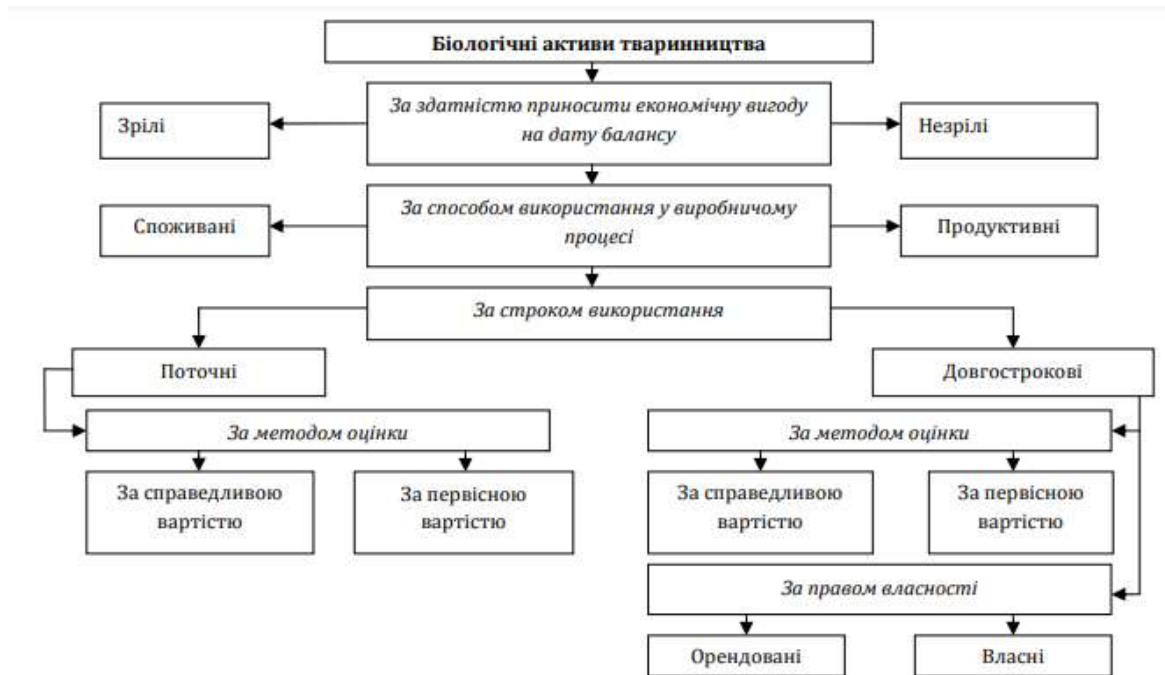 Біологічні активи тваринництва
За здатністю приносити економічну вигоду
на дату балансу
Зрілі
Незрілі
За способом використання у виробничому
процесі
Споживані
Продуктивні
За строком використання
Поточні
Довгострокові
За методом оцінки
За методом оцінки
За справедливою
вартістю
За первісною
вартістю
За справедливою
вартістю
За первісною
вартістю
За правом власності
Орендовані
Власні